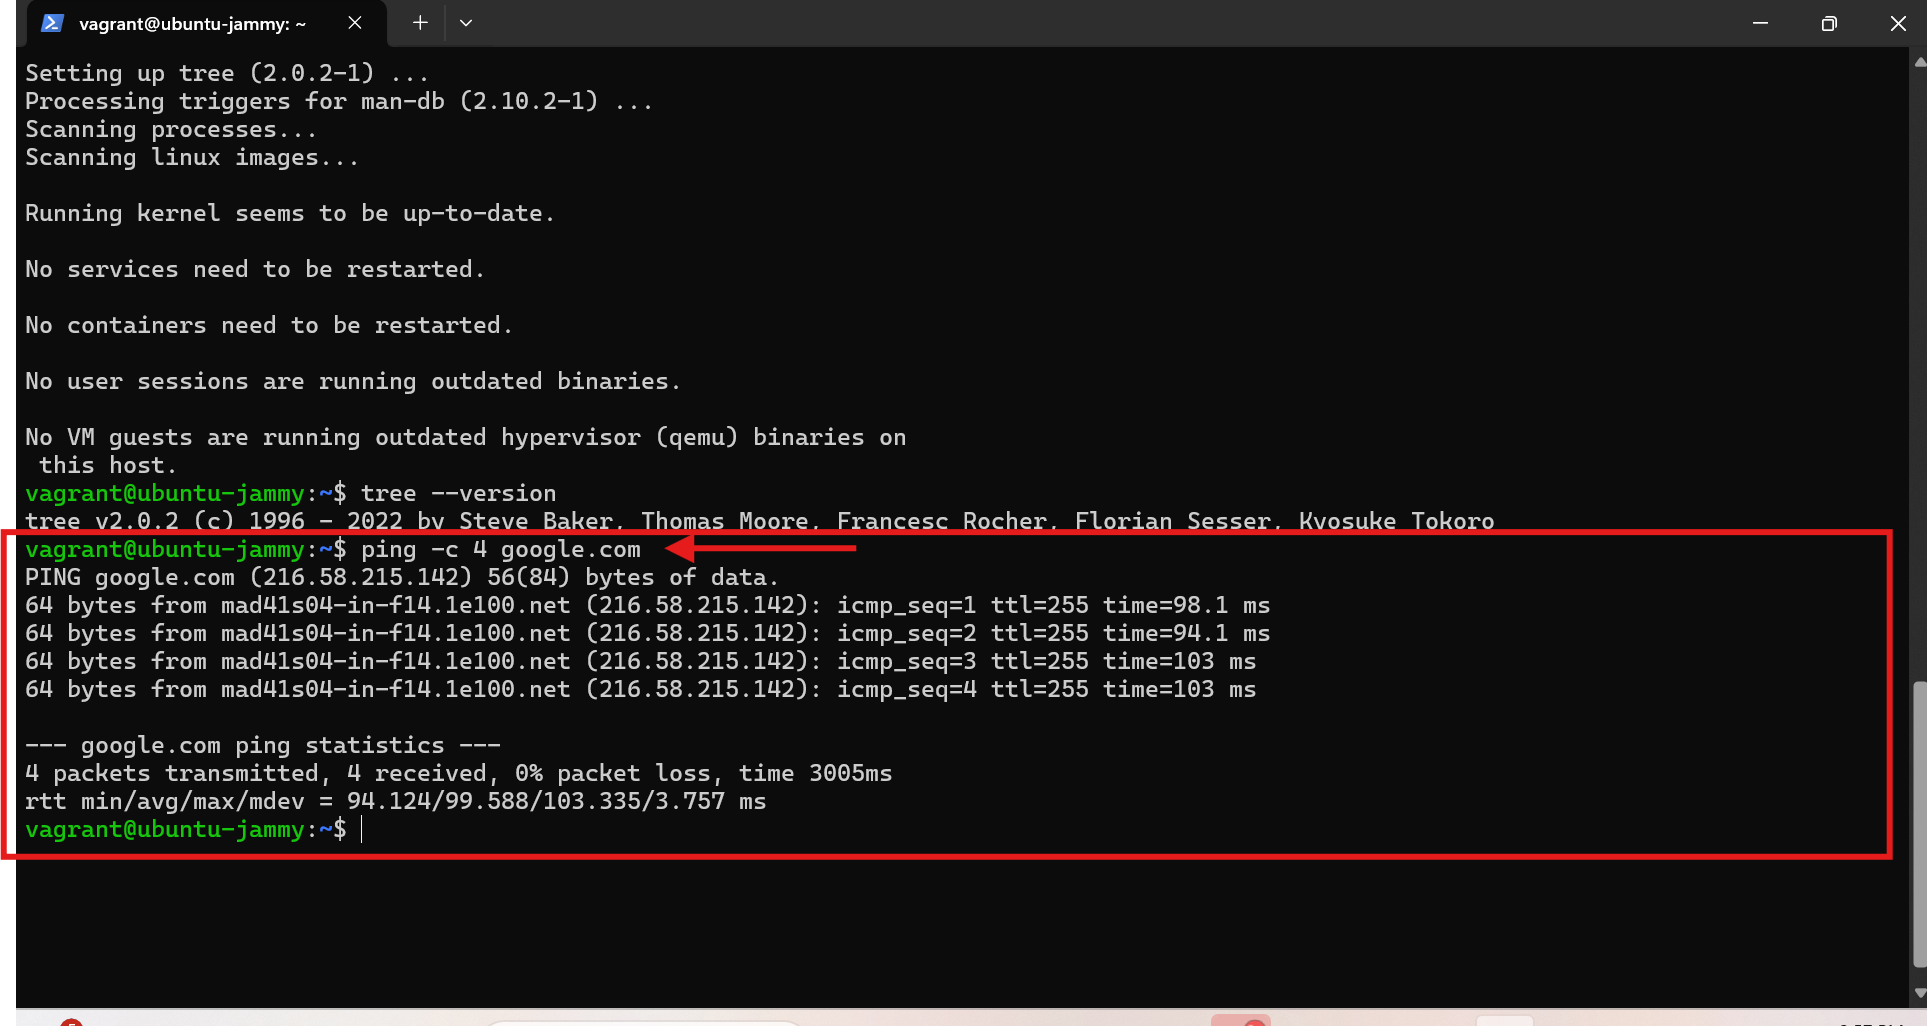 vagrant@ubuntu-jammy: ~
Setting up tree (2.0.2-1) ...
Processing triggers for man-db (2.10.2-1) ...
Scanning processes...
Scanning linux images...
Running kernel seems to be up-to-date.
No services need to be restarted.
No containers need to be restarted.
No user sessions are running outdated binaries.
No VM guests are running outdated hypervisor (qemu) binaries on
this host.
vagrant@ubuntu-jammy:~$ tree --version
tree v2.0.2 (c) 1996 - 2022 by Steve Baker, Thomas Moore, Francesc Rocher, Florian Sesser, Kyosuke Tokoro
vagrant@ubuntu-jammy:~$ ping -c 4 google.com
PING google.com (216.58.215.142) 56(84) bytes of data.
64 bytes from mad41s04-in-f14.1e100.net (216.58.215.142): icmp_seq=1 ttl=255 time=98.1 ms
64 bytes from mad41s04-in-f14.1e100.net (216.58.215.142): icmp_seq=2 ttl=255 time=94.1 ms
64 bytes from mad41s04-in-f14.1e100.net (216.58.215.142): icmp_seq=3 ttl=255 time=103 ms
64 bytes from mad41s04-in-f14.1e100.net (216.58.215.142): icmp_seq=4 ttl=255 time=103 ms
--- google.com ping statistics ---
4 packets transmitted, 4 received, 0% packet loss, time 3005ms
rtt min/avg/max/mdev = 94.124/99.588/103.335/3.757 ms
vagrant@ubuntu-jammy:~$